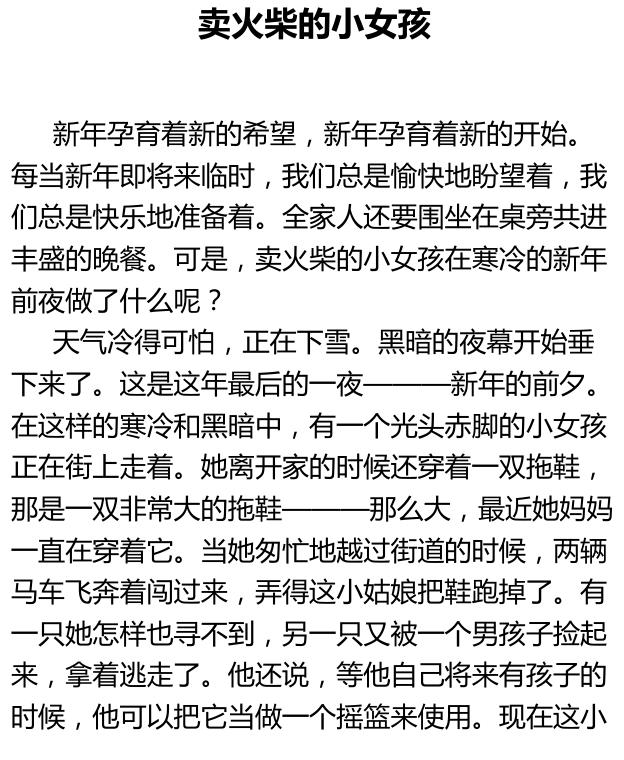 卖火柴的小女孩
新年孕育着新的希望，新年孕育着新的开始。
每当新年即将来临时，我们总是愉快地盼望着，我
们总是快乐地准备着。全家人还要围坐在桌旁共进
丰盛的晚餐。可是，卖火柴的小女孩在寒冷的新年
前夜做了什么呢？
天气冷得可怕，正在下雪。黑暗的夜幕开始垂
下来了。这是这年最后的一夜———新年的前夕。
在这样的寒冷和黑暗中，有一个光头赤脚的小女孩
正在街上走着。她离开家的时候还穿着一双拖鞋，
那是一双非常大的拖鞋———那么大，最近她妈妈
一直在穿着它。当她匆忙地越过街道的时候，两辆
马车飞奔着闯过来，弄得这小姑娘把鞋跑掉了。有
一只她怎样也寻不到，另一只又被一个男孩子捡起
来，拿着逃走了。他还说，等他自己将来有孩子的
时候，他可以把它当做一个摇篮来使用。现在这小